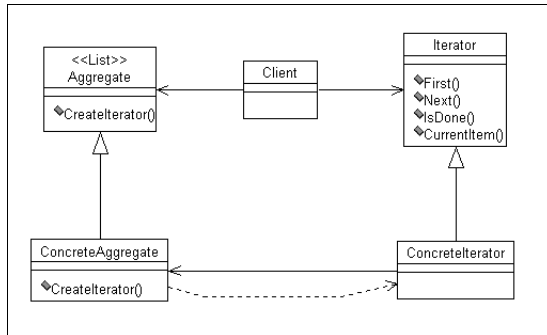 <<List>>
Aggregate
CreateIterator()
Client
Iterator
First()
Next()
IsDone()
CurrentItem()
ConcreteAggregate
CreateIterator()
ConcreteIterator